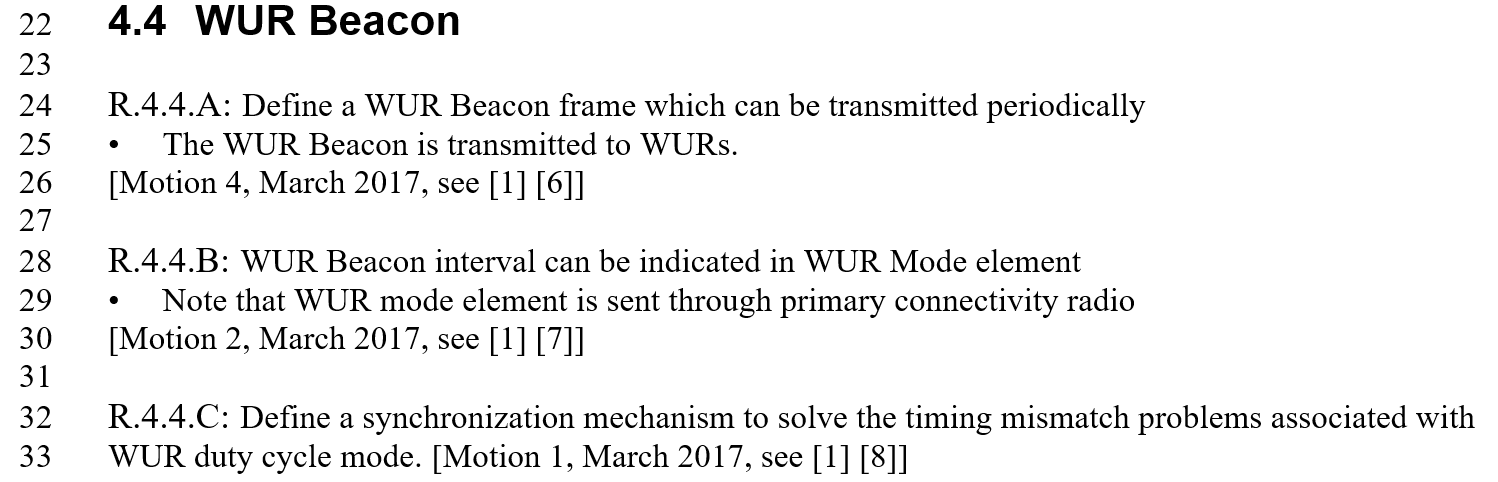 22 4.4 WUR Beacon
23
24 R.4.4.A: Define a WUR Beacon frame which can be transmitted periodically
25 • The WUR Beacon is transmitted to WURs.
26 [Motion 4, March 2017, see [1] [6]]
27
28 R.4.4.B: WUR Beacon interval can be indicated in WUR Mode element
29 • Note that WUR mode element is sent through primary connectivity radio
30 [Motion 2, March 2017, see [1] [7]]
31
32 R.4.4.C: Define a synchronization mechanism to solve the timing mismatch problems associated with
33 WUR duty cycle mode. [Motion 1, March 2017, see [1] [8]]